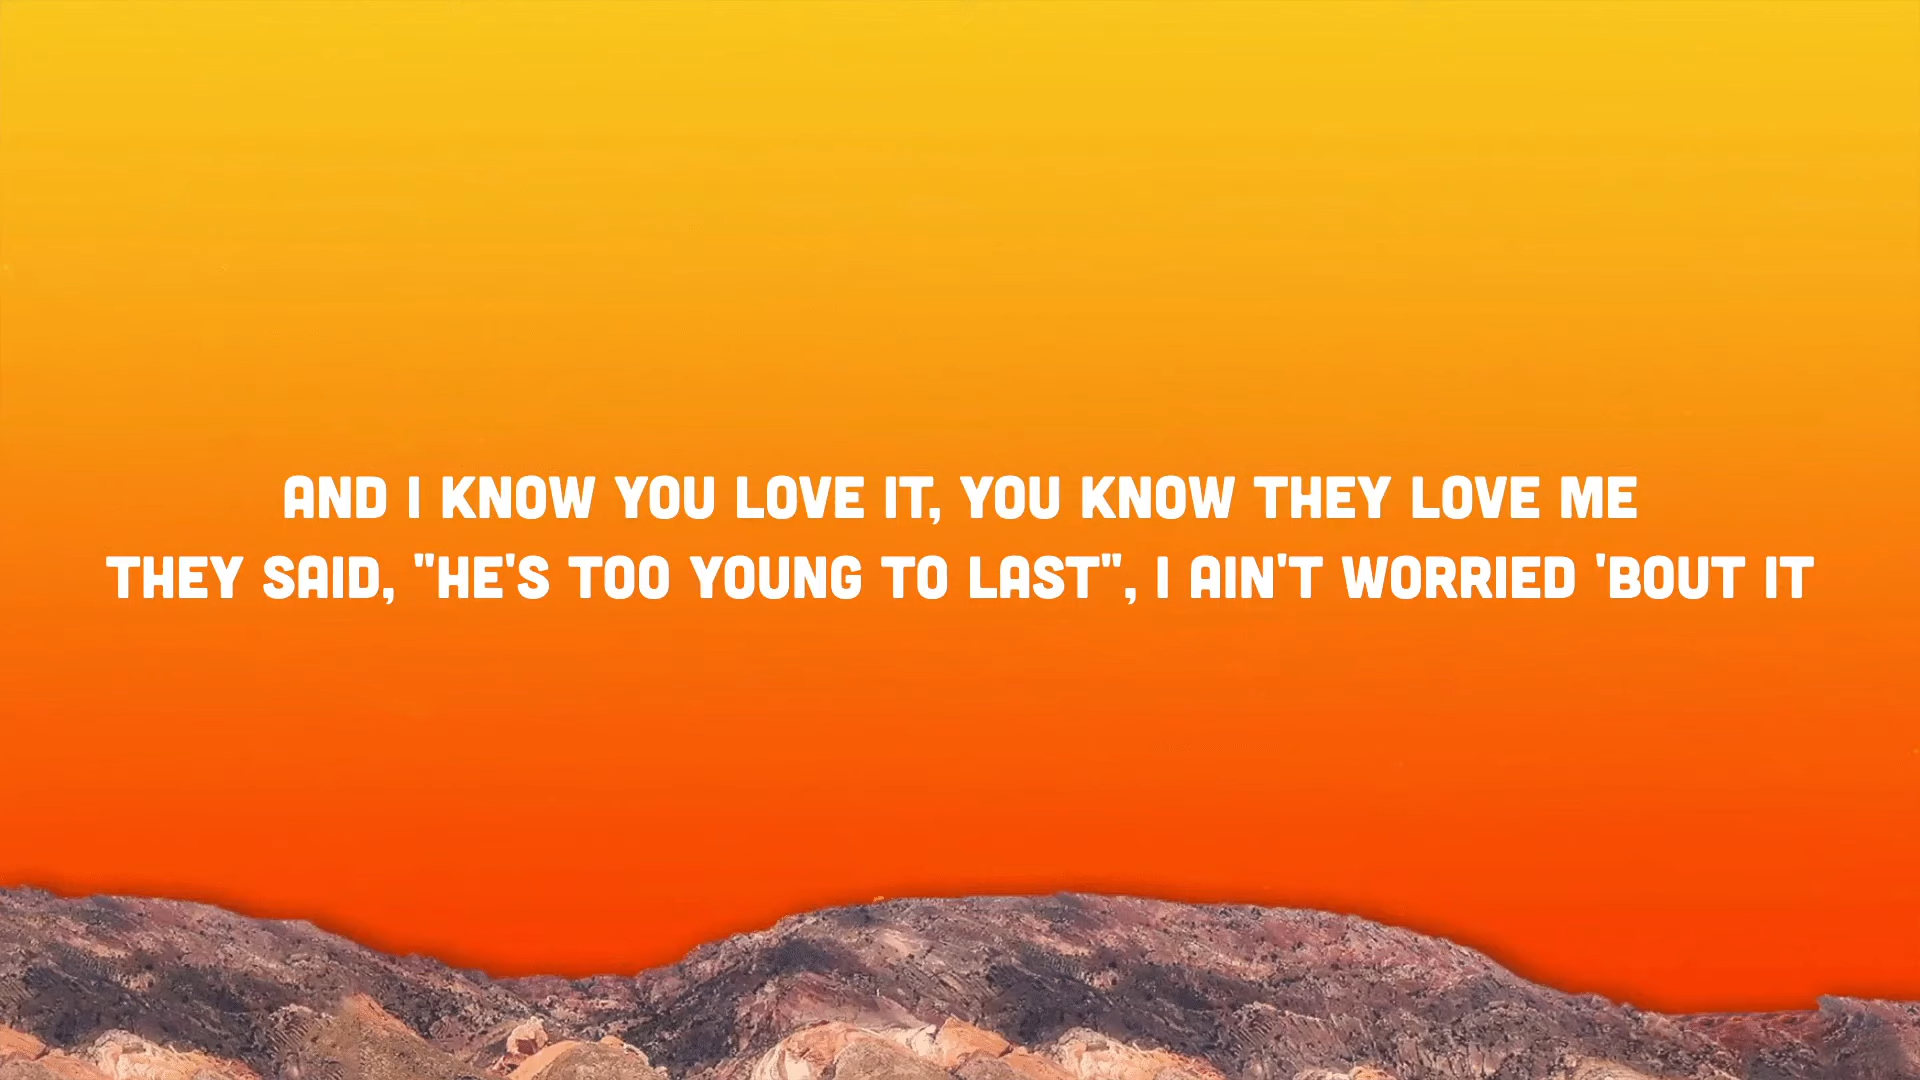 AND I KNOW YOU LOVE IT, YOU KNOW THEY LOVE ME
THEY SAID, "HE'S TOO YOUNG TO LAST", I AIN'T WORRIED 'BOUT IT